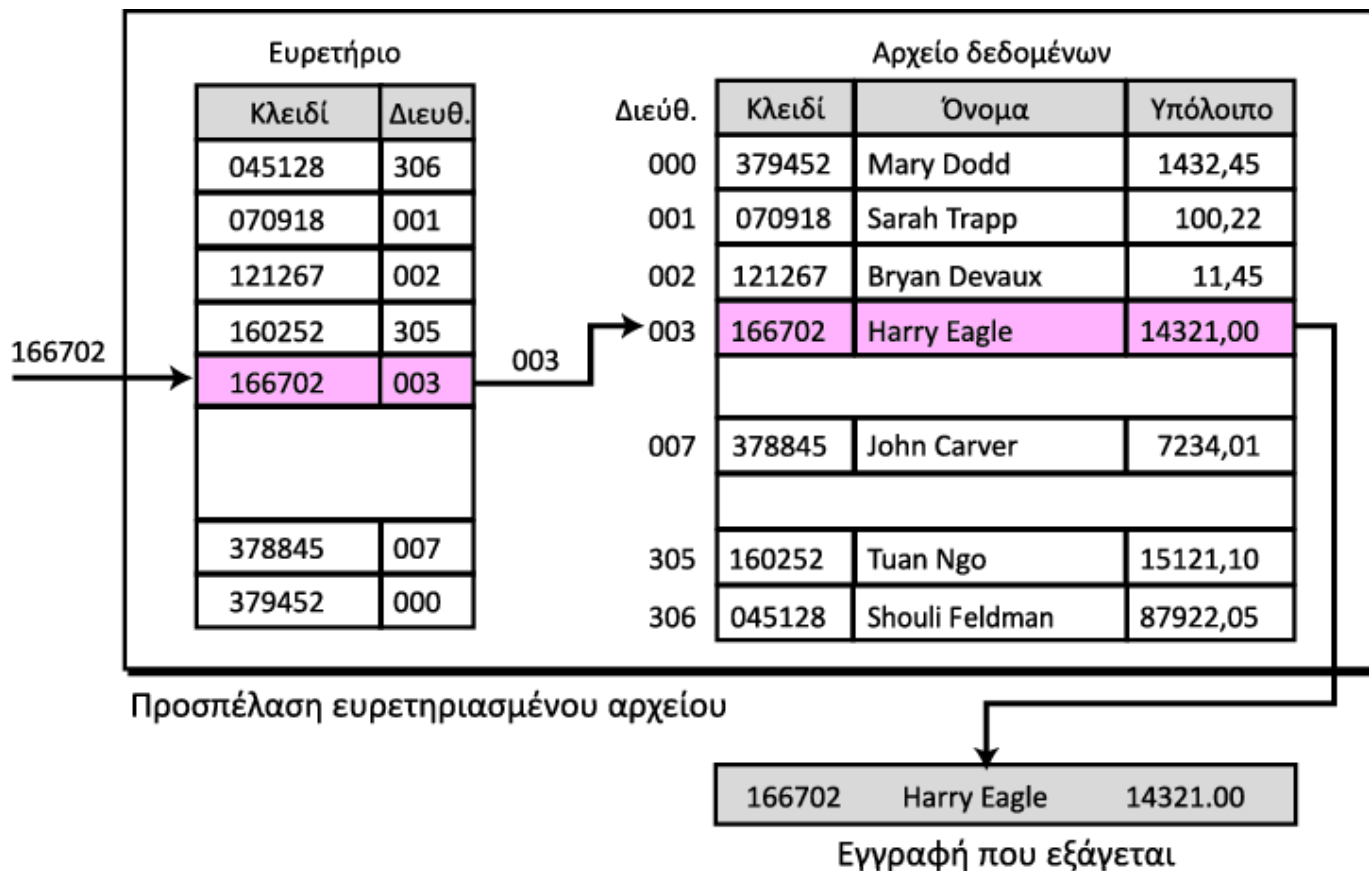 Ευρετήριο
Κλειδί Διευθ.
045128 306
070918 001
121267 002
160252 305
166702 003
378845 007
379452 000
166702
003
Αρχείο δεδομένων
Διεύθ. Κλειδί Όνομα Υπόλοιπο
000 379452 Mary Dodd 1432,45
001 070918 Sarah Trapp 100,22
002 121267 Bryan Devaux 11,45
003 166702 Harry Eagle 14321,00
007 378845 John Carver 7234,01
305 160252 Tuan Ngo 15121,10
306 045128 Shouli Feldman 87922,05
Προσπέλαση ευρετηριασμένου αρχείου
166702 Harry Eagle 14321.00
Εγγραφή που εξάγεται